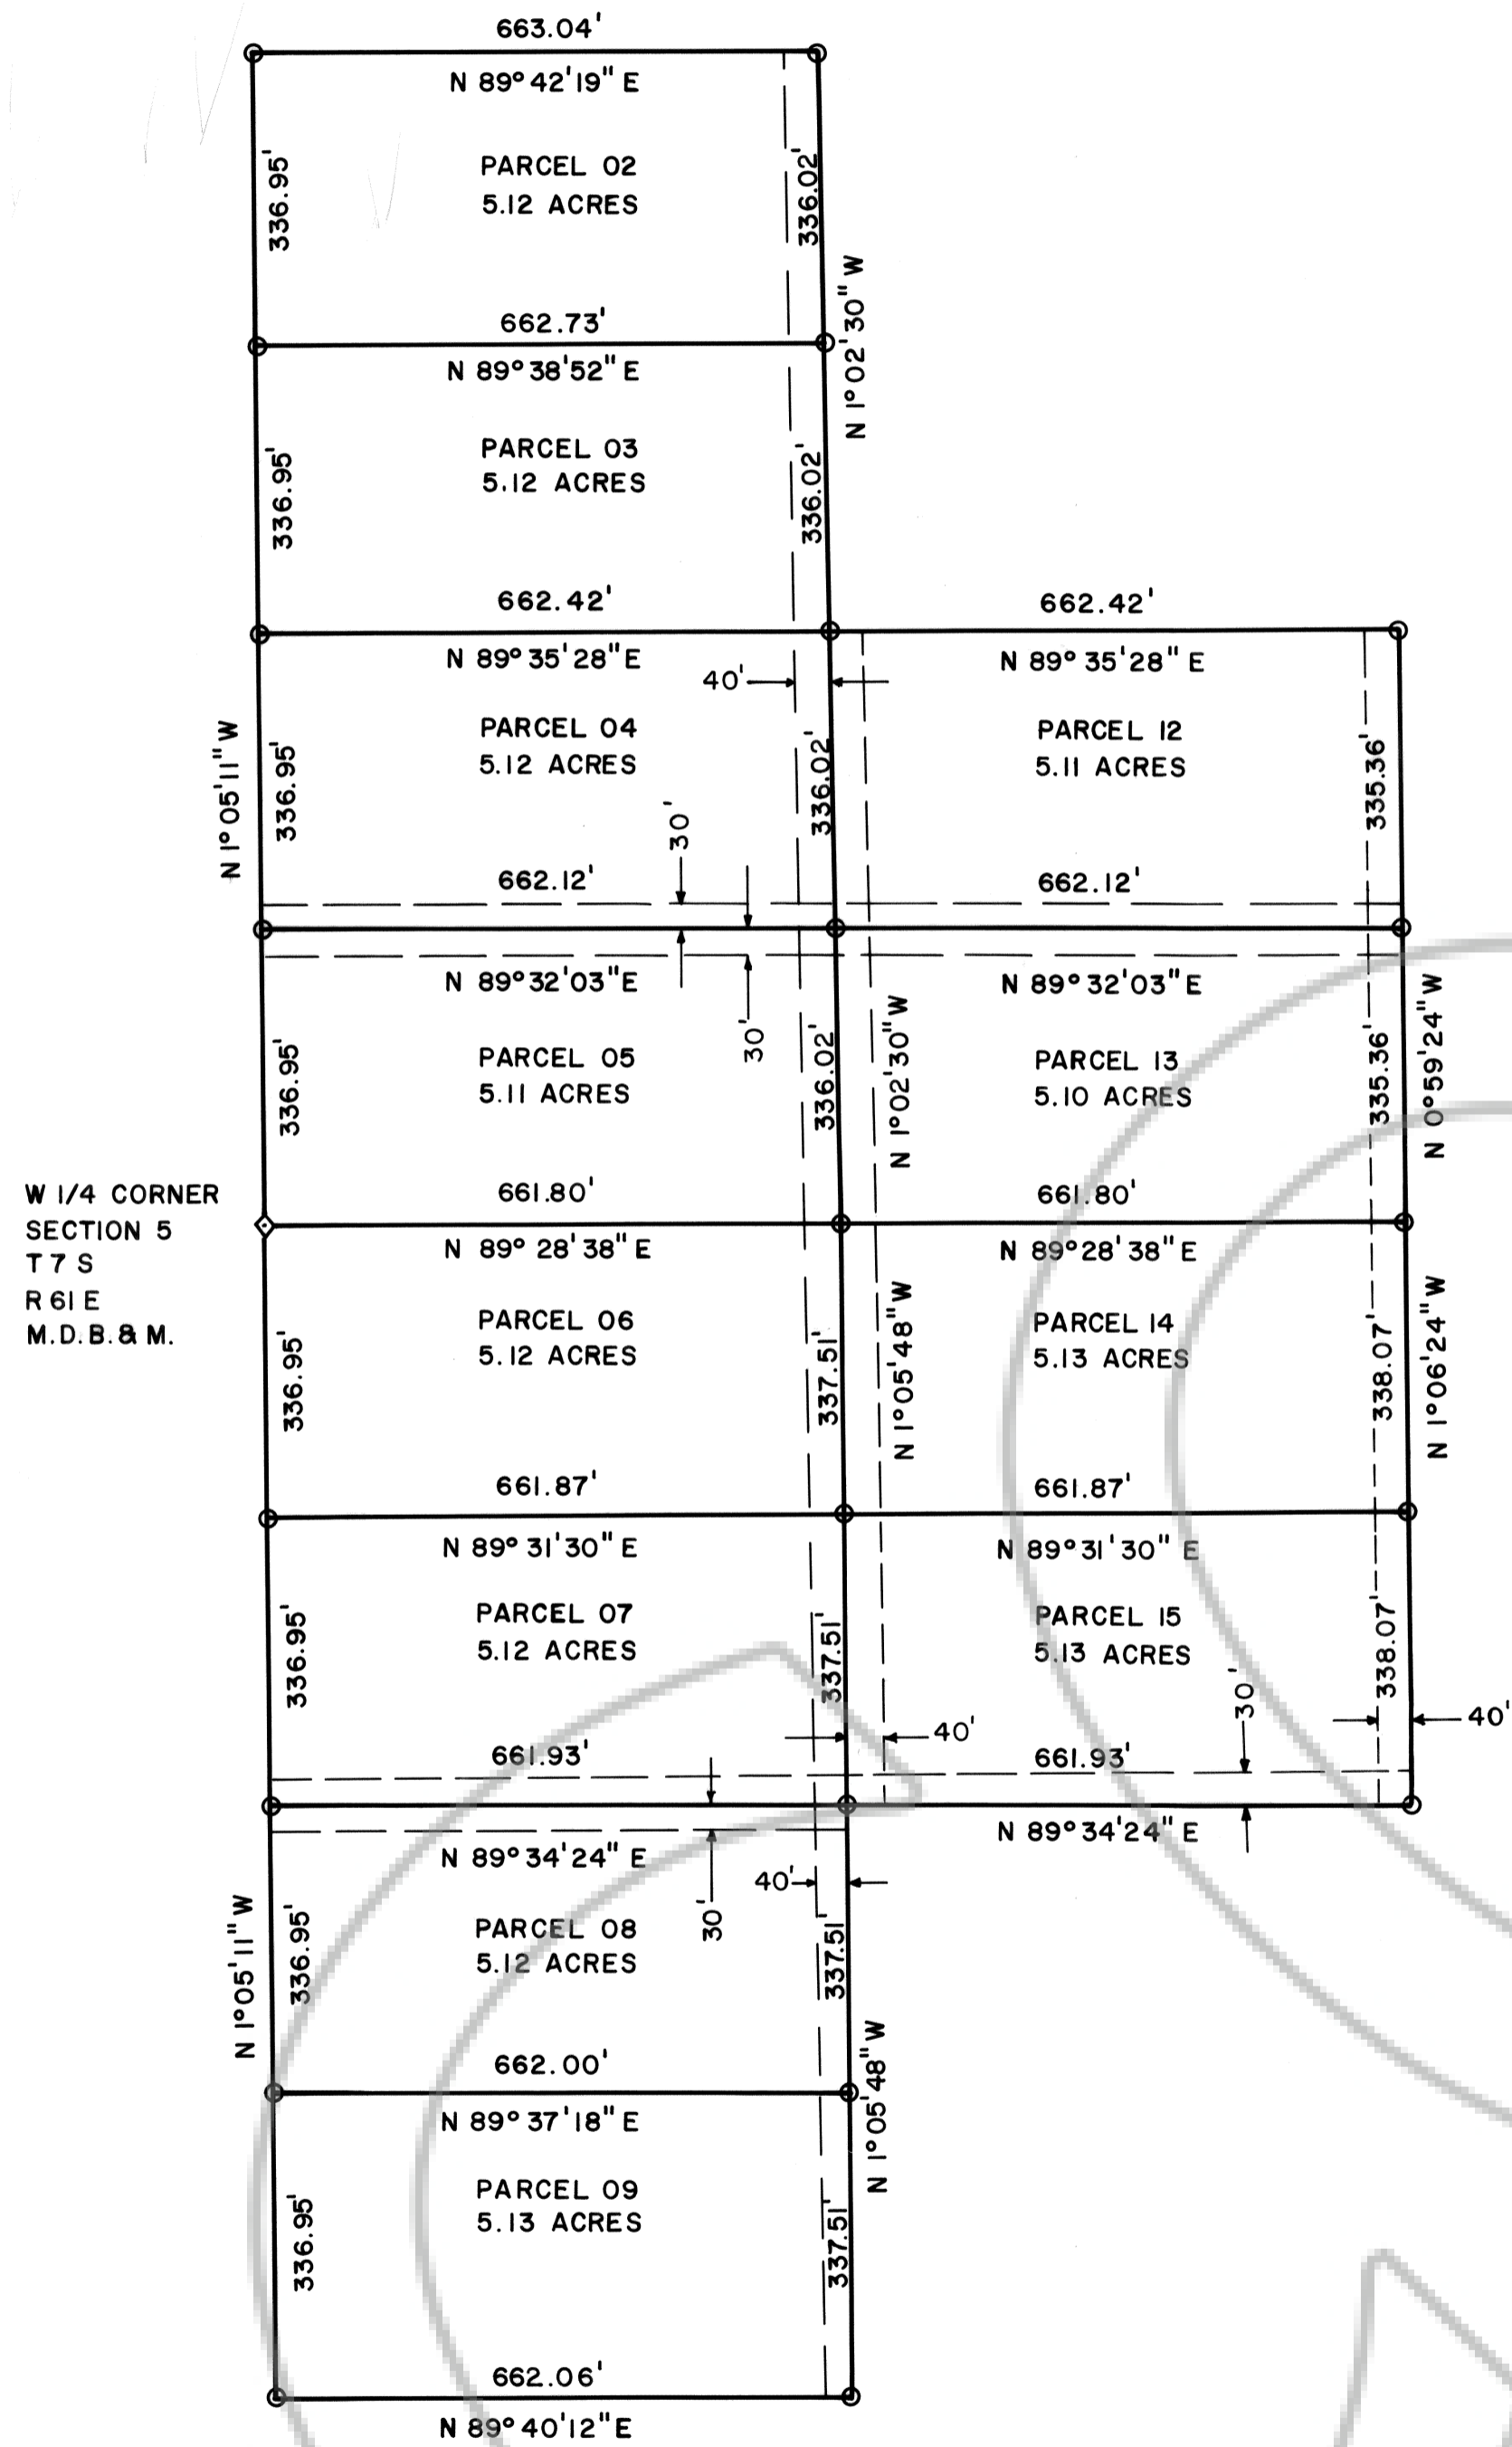 663.04'
N 89° 42' 19" E
PARCEL 02
5.12 ACRES
336.95'
336.02'
N 1° 02' 30" W
662.73'
N 89° 38' 52" E
PARCEL 03
5.12 ACRES
336.95'
336.02'
662.42'
N 89° 35' 28" E
662.42'
N 89° 35' 28" E
40'
PARCEL 04
5.12 ACRES
336.95'
336.02'
N 1° 05' 11" W
PARCEL 12
5.11 ACRES
335.36'
30'
662.12'
N 89° 32' 03" E
662.12'
N 89° 32' 03" E
30'
PARCEL 05
5.11 ACRES
336.95'
336.02'
N 1° 02' 30" W
PARCEL 13
5.10 ACRES
335.36'
N 0° 59' 24" W
W 1/4 CORNER
SECTION 5
T 7 S
R 61 E
M.D.B.& M.
661.80'
N 89° 28' 38" E
661.80'
N 89° 28' 38" E
PARCEL 06
5.12 ACRES
336.95'
337.51'
N 1° 05' 48" W
PARCEL 14
5.13 ACRES
338.07'
N 1° 06' 24" W
661.87'
N 89° 31' 30" E
661.87'
N 89° 31' 30" E
PARCEL 07
5.12 ACRES
336.95'
337.51'
PARCEL 15
5.13 ACRES
338.07'
30'
40'
40'
661.93'
N 89° 34' 24" E
661.93'
N 89° 34' 24" E
40'
30'
PARCEL 08
5.12 ACRES
336.95'
337.51'
N 1° 05' 11" W
662.00'
N 89° 37' 18" E
N 1° 05' 48" W
PARCEL 09
5.13 ACRES
336.95'
337.51'
662.06'
N 89° 40' 12" E